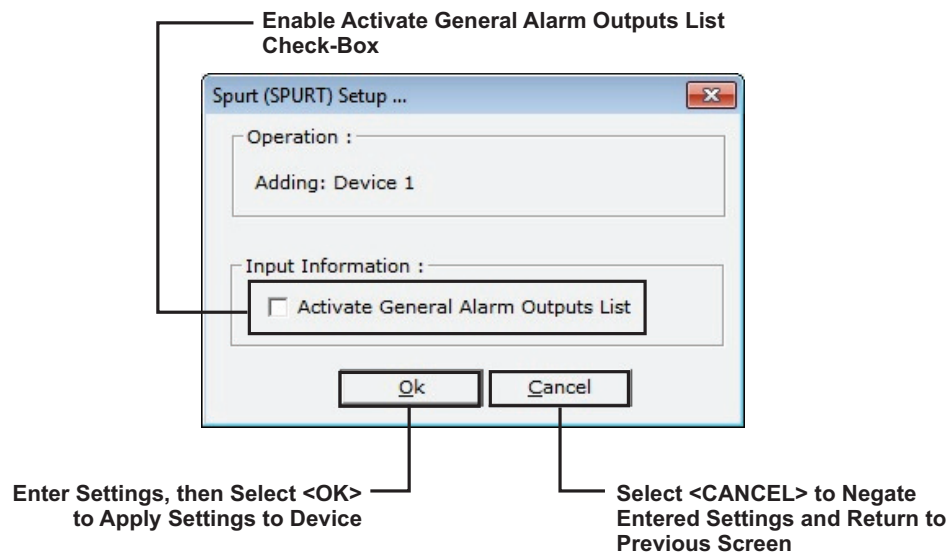 Enable Activate General Alarm Outputs List
Check-Box
Spurt (SPURT) Setup ...
Operation :
Adding: Device 1
Input Information :
Activate General Alarm Outputs List
Ok
Cancel
Enter Settings, then Select <OK>
to Apply Settings to Device
Select <CANCEL> to Negate
Entered Settings and Return to
Previous Screen